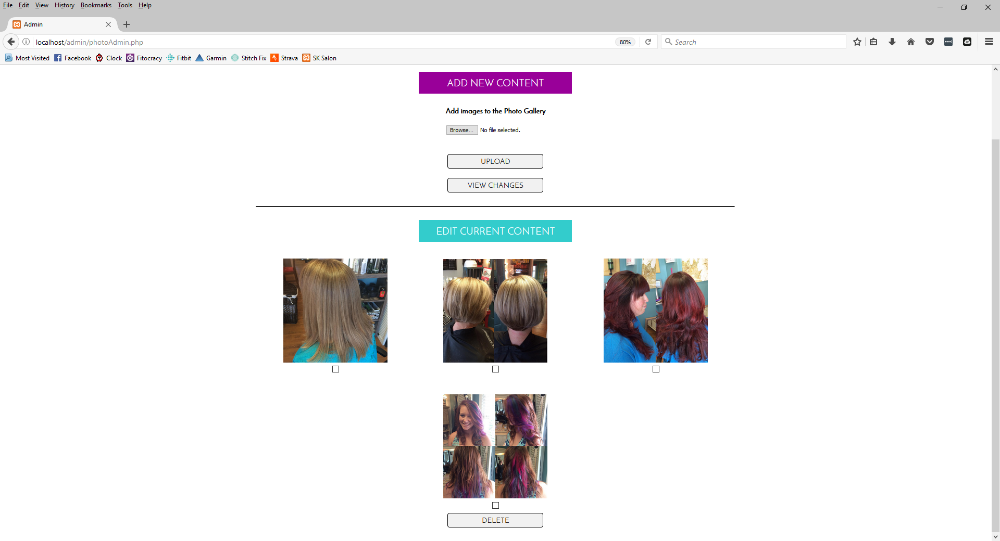 File Edit View History Bookmarks Tools Help
Admin
localhost/admin/photoAdmin.php 80% Search
Most Visited Facebook Clock Fitocracy Fitbit Garmin Stitch Fix Strava SK Salon
ADD NEW CONTENT
Add images to the Photo Gallery
Browse... No file selected.
UPLOAD
VIEW CHANGES
EDIT CURRENT CONTENT
DELETE